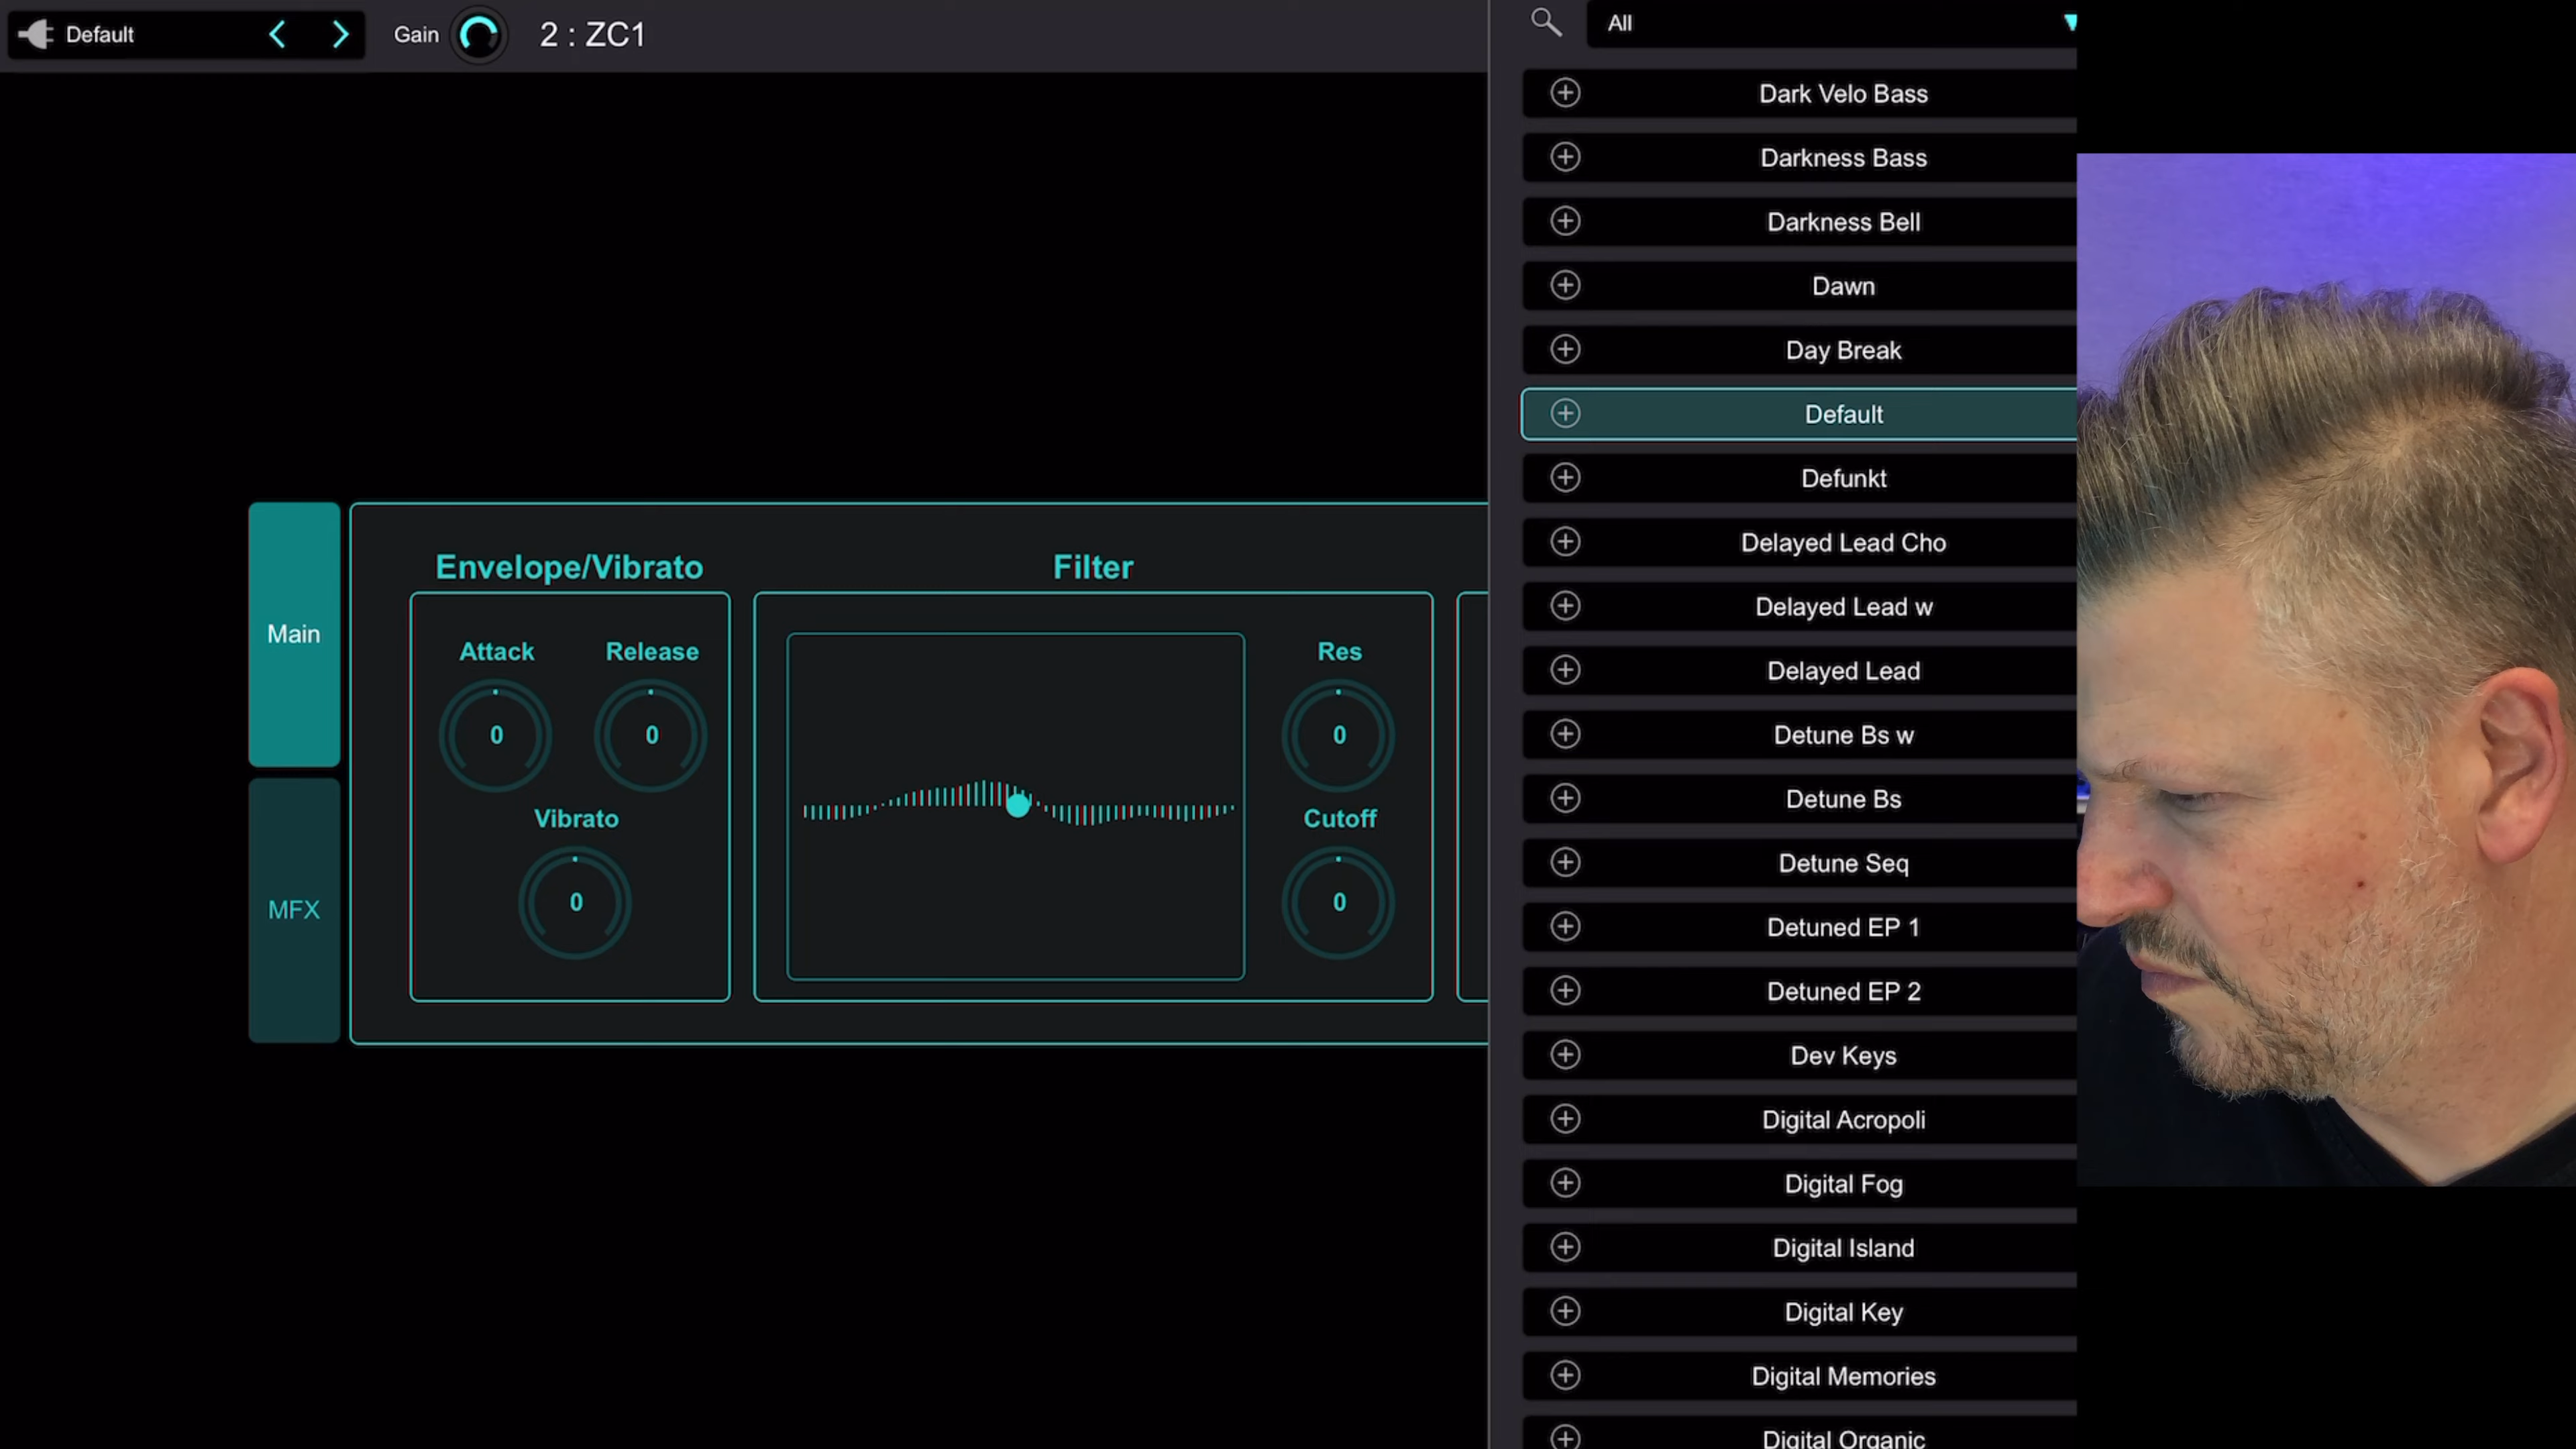 Default
Gain
2 : ZC1
All
Dark Velo Bass
Darkness Bass
Darkness Bell
Dawn
Day Break
Default
Defunkt
Delayed Lead Cho
Delayed Lead w
Delayed Lead
Detune Bs w
Detune Bs
Detune Seq
Detuned EP 1
Detuned EP 2
Dev Keys
Digital Acropoli
Digital Fog
Digital Island
Digital Key
Digital Memories
Digital Organic
Main
MFX
Envelope/Vibrato
Attack
Release
0
0
Vibrato
0
Filter
Res
0
Cutoff
0